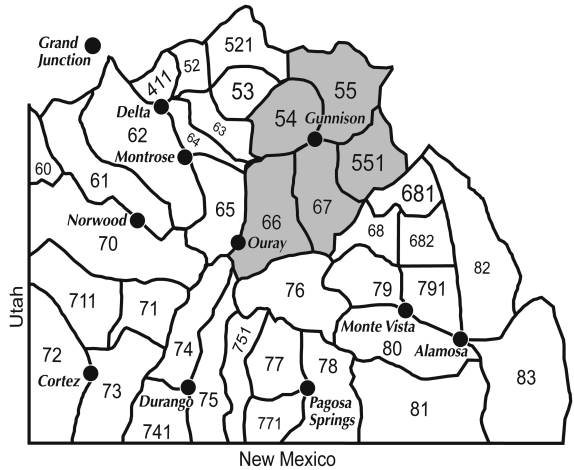 Grand
Junction
521
52
411
55
53
54
Delta
Gunnison
62
63
64
Montrose
551
60
61
681
65
67
66
Norwood
68
682
70
Ouray
82
76
79
791
711
71
Utah
Monte Vista
751
72
74
77
78
80
Alamosa
Cortez
73
Durango
75
Pagosa
Springs
83
81
741
771
New Mexico